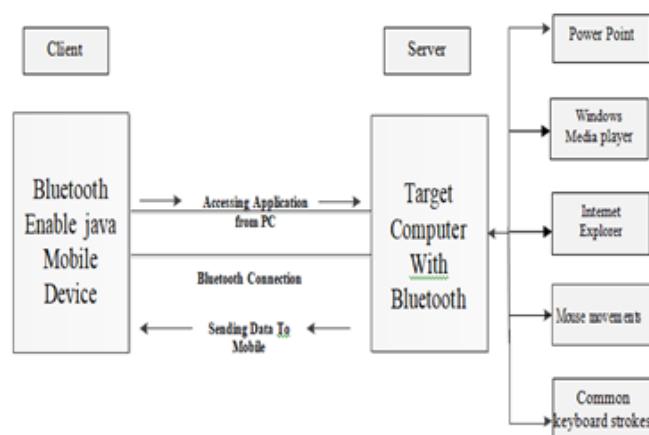 Client
Server
Bluetooth
Enable java
Mobile
Device
Accessing Application
from PC
Bluetooth Connection
Sending Data To
Mobile
Target
Computer
With
Bluetooth
Power Point
Windows
Media player
Internet
Explorer
Mouse movements
Common
keyboard strokes